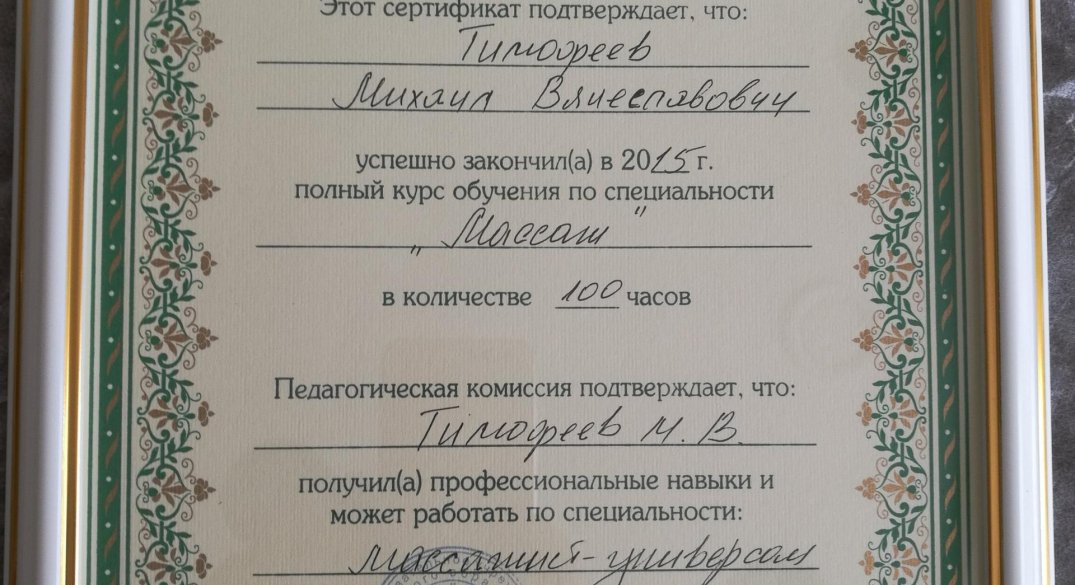 Этот сертификат подтверждает, что:
Тимофеев
Михаил Вячеславович
успешно закончил(а) в 2015 г.
полный курс обучения по специальности
„Массаж"
в количестве 100 часов
Педагогическая комиссия подтверждает, что:
Тимофеев М. В.
получил(а) профессиональные навыки и
может работать по специальности:
массажист-универсал